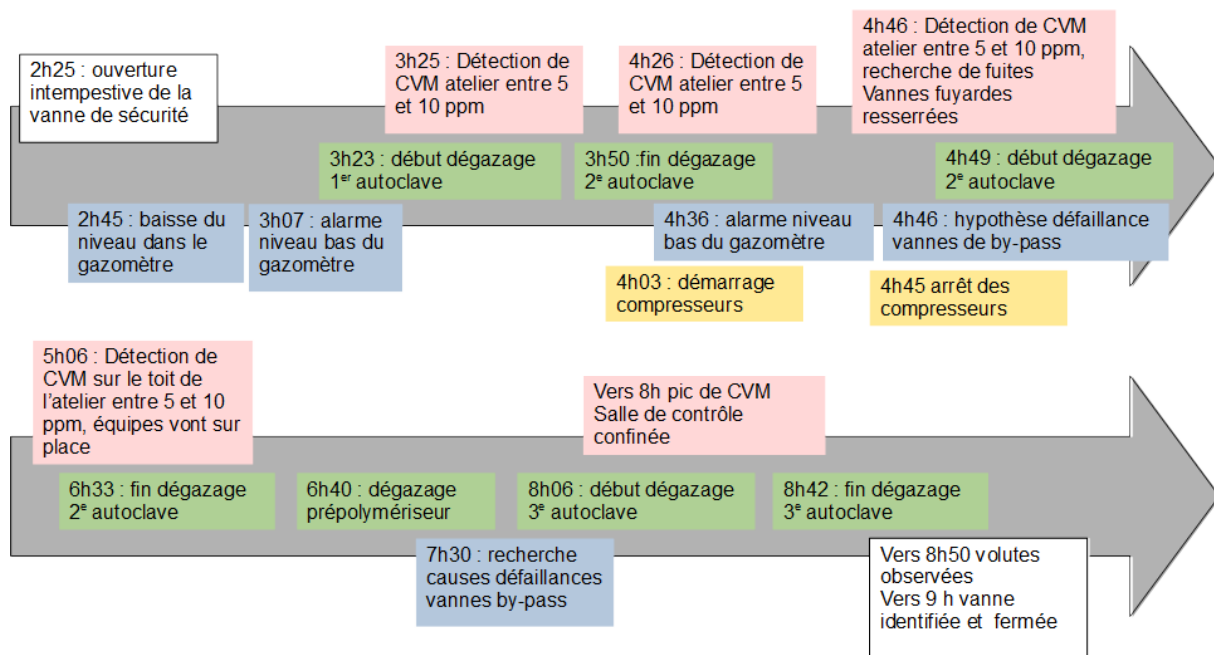 2h25 : ouverture
intempestive de la
vanne de sécurité
3h25 : Détection de
CVM atelier entre 5
et 10 ppm
4h26 : Détection de CVM
atelier entre 5 et 10 ppm
4h46 : Détection de CVM
atelier entre 5 et 10 ppm,
recherche de fuites
Vannes fuyardes
resserrées
3h23 : début dégazage
1er autoclave
3h50 :fin dégazage
2e autoclave
4h49 : début dégazage
2e autoclave
2h45 : baisse du
niveau dans le
gazomètre
3h07 : alarme
niveau bas du
gazomètre
4h36 : alarme niveau
bas du gazomètre
4h46 : hypothèse défaillance
vannes de by-pass
4h03 : démarrage
compresseurs
4h45 arrêt des
compresseurs
5h06 : Détection de
CVM sur le toit de
l'atelier entre 5 et 10
ppm, équipes vont sur
place
Vers 8h pic de CVM
Salle de contrôle
confinée
6h33 : fin dégazage
2e autoclave
6h40 : dégazage
prépolymériseur
8h06 : début dégazage
3e autoclave
8h42 : fin dégazage
3e autoclave
7h30 : recherche
causes défaillances
vannes by-pass
Vers 8h50 volutes
observées
Vers 9 h vanne
identifiée et fermée